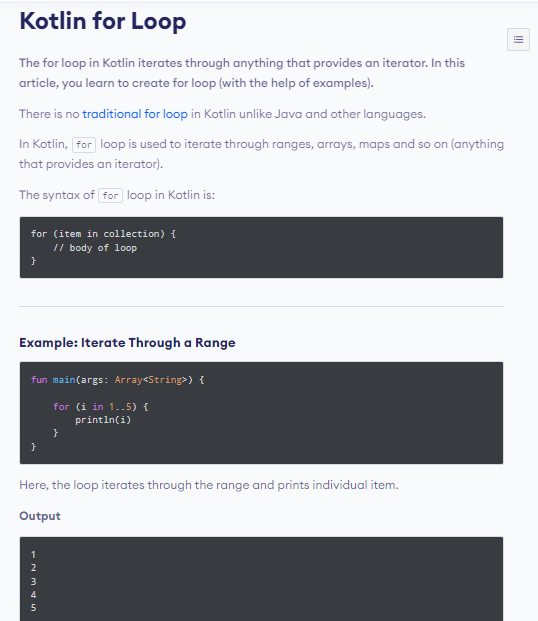 Kotlin for Loop
The for loop in Kotlin iterates through anything that provides an iterator. In this
article, you learn to create for loop (with the help of examples).
There is no traditional for loop in Kotlin unlike Java and other languages.
In Kotlin, for loop is used to iterate through ranges, arrays, maps and so on (anything
that provides an iterator).
The syntax of for loop in Kotlin is:
for (item in collection) {
    // body of loop
}
Example: Iterate Through a Range
fun main(args: Array<String>) {
    for (i in 1..5) {
        println(i)
    }
}
Here, the loop iterates through the range and prints individual item.
Output
1
2
3
4
5